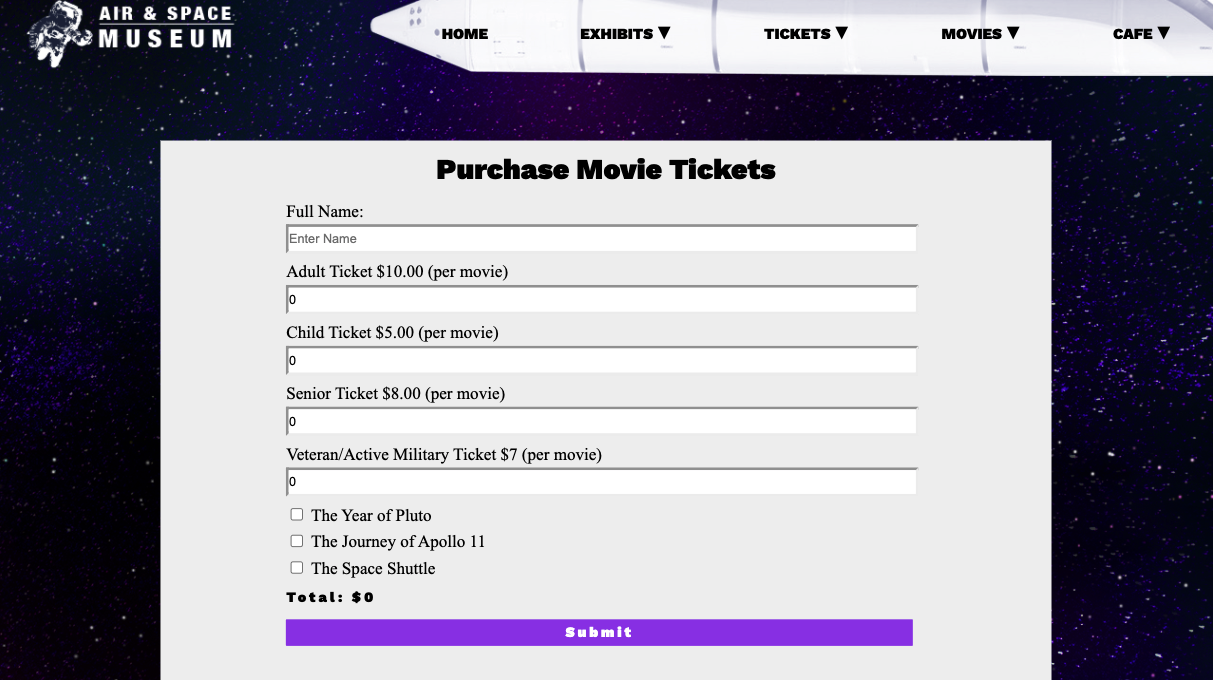 AIR & SPACE
MUSEUM
HOME EXHIBITS ▼ TICKETS ▼ MOVIES ▼ CAFE ▼
Purchase Movie Tickets
Full Name:
Enter Name
Adult Ticket $10.00 (per movie)
0
Child Ticket $5.00 (per movie)
0
Senior Ticket $8.00 (per movie)
0
Veteran/Active Military Ticket $7 (per movie)
0
The Year of Pluto
The Journey of Apollo 11
The Space Shuttle
Total: $0
Submit